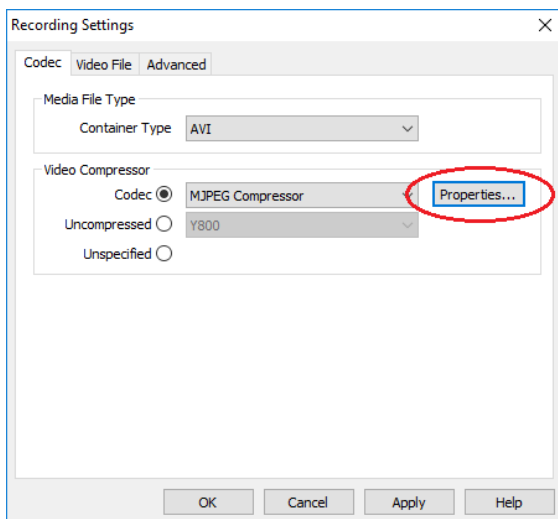 Recording Settings
Codec Video File Advanced
Media File Type
Container Type AVI
Video Compressor
Codec MJPEG Compressor Properties...
Uncompressed Y800
Unspecified
OK Cancel Apply Help